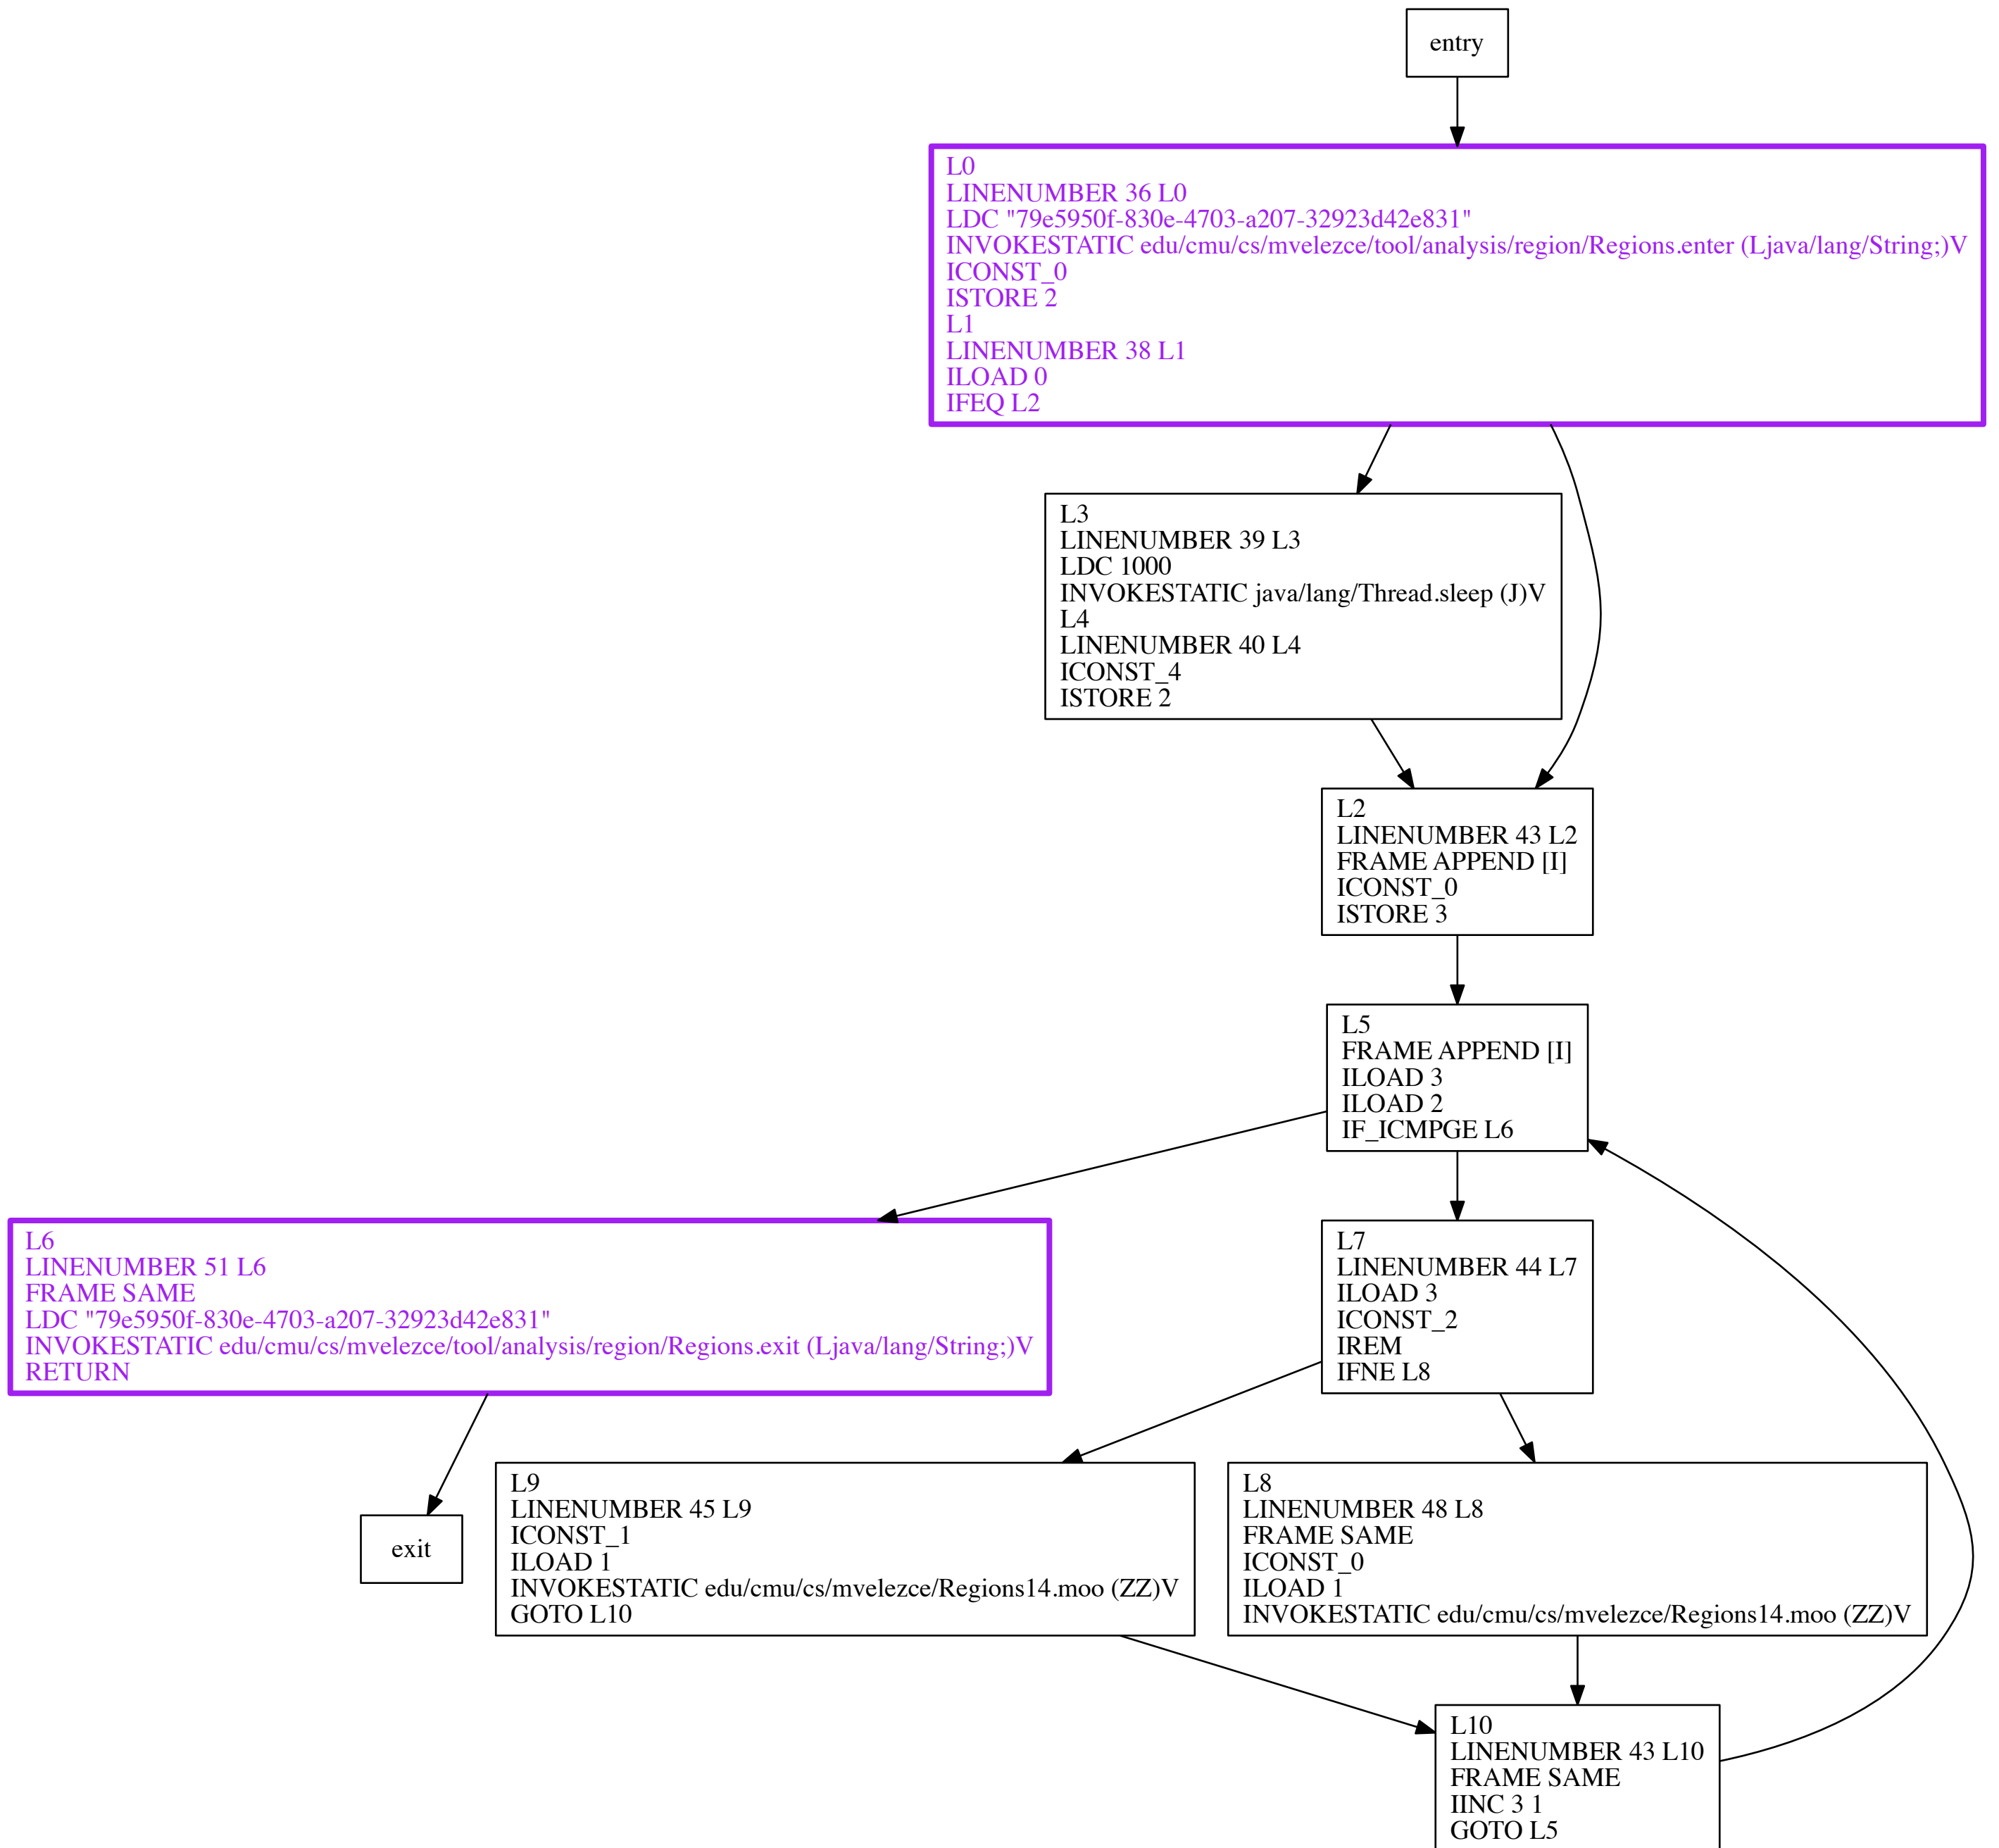 entry
L0
LINENUMBER 36 L0
LDC "79e5950f-830e-4703-a207-32923d42e831"
INVOKESTATIC edu/cmu/cs/mvelezce/tool/analysis/region/Regions.enter (Ljava/lang/String;)V
ICONST_0
ISTORE 2
L1
LINENUMBER 38 L1
ILOAD 0
IFEQ L2
L3
LINENUMBER 39 L3
LDC 1000
INVOKESTATIC java/lang/Thread.sleep (J)V
L4
LINENUMBER 40 L4
ICONST_4
ISTORE 2
L2
LINENUMBER 43 L2
FRAME APPEND [I]
ICONST_0
ISTORE 3
L5
FRAME APPEND [I]
ILOAD 3
ILOAD 2
IF_ICMPGE L6
L6
LINENUMBER 51 L6
FRAME SAME
LDC "79e5950f-830e-4703-a207-32923d42e831"
INVOKESTATIC edu/cmu/cs/mvelezce/tool/analysis/region/Regions.exit (Ljava/lang/String;)V
RETURN
L7
LINENUMBER 44 L7
ILOAD 3
ICONST_2
IREM
IFNE L8
exit
L9
LINENUMBER 45 L9
ICONST_1
ILOAD 1
INVOKESTATIC edu/cmu/cs/mvelezce/Regions14.moo (ZZ)V
GOTO L10
L8
LINENUMBER 48 L8
FRAME SAME
ICONST_0
ILOAD 1
INVOKESTATIC edu/cmu/cs/mvelezce/Regions14.moo (ZZ)V
L10
LINENUMBER 43 L10
FRAME SAME
IINC 3 1
GOTO L5